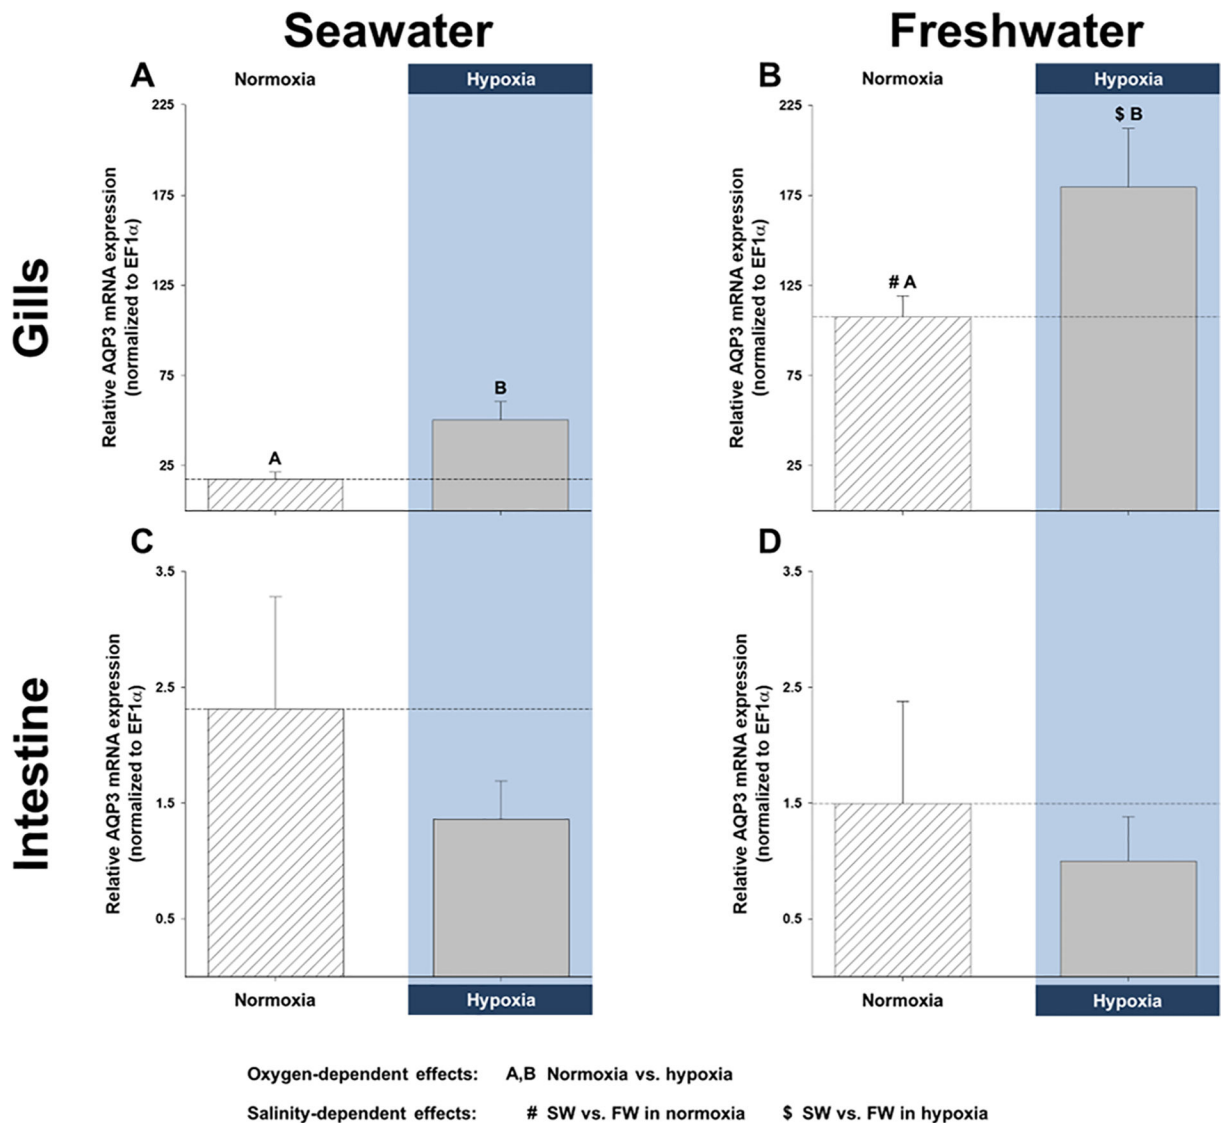 Seawater
Freshwater
A
Normoxia
Hypoxia
B
Normoxia
Hypoxia
Gills
Relative AQP3 mRNA expression
(normalized to EF1α)
225
175
125
75
25
A
B
Relative AQP3 mRNA expression
(normalized to EF1α)
225
175
125
75
25
# A
$ B
Intestine
C
Relative AQP3 mRNA expression
(normalized to EF1α)
3.5
2.5
1.5
0.5
Normoxia
Hypoxia
D
Relative AQP3 mRNA expression
(normalized to EF1α)
3.5
2.5
1.5
0.5
Normoxia
Hypoxia
Oxygen-dependent effects: A,B Normoxia vs. hypoxia
Salinity-dependent effects: # SW vs. FW in normoxia $ SW vs. FW in hypoxia